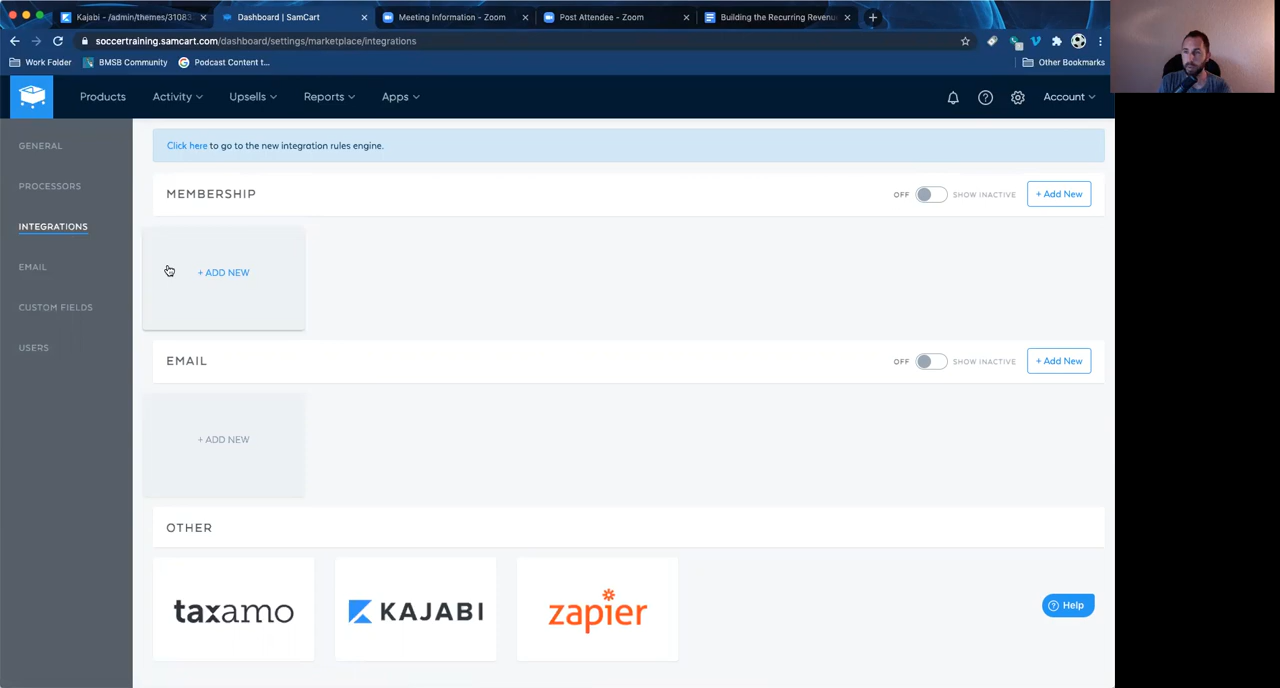 Kajabi - /admin/themes/31083
Dashboard | SamCart
Meeting Information - Zoom
Post Attendee - Zoom
Building the Recurring Revenu
soccertraining.samcart.com/dashboard/settings/marketplace/integrations
Work Folder
BMSB Community
Podcast Content t...
Other Bookmarks
Products
Activity
Upsells
Reports
Apps
Account
GENERAL
PROCESSORS
INTEGRATIONS
EMAIL
CUSTOM FIELDS
USERS
Click here to go to the new integration rules engine.
MEMBERSHIP
OFF
SHOW INACTIVE
+ Add New
+ ADD NEW
EMAIL
OFF
SHOW INACTIVE
+ Add New
+ ADD NEW
OTHER
taxamo
KAJABI
zapier
Help